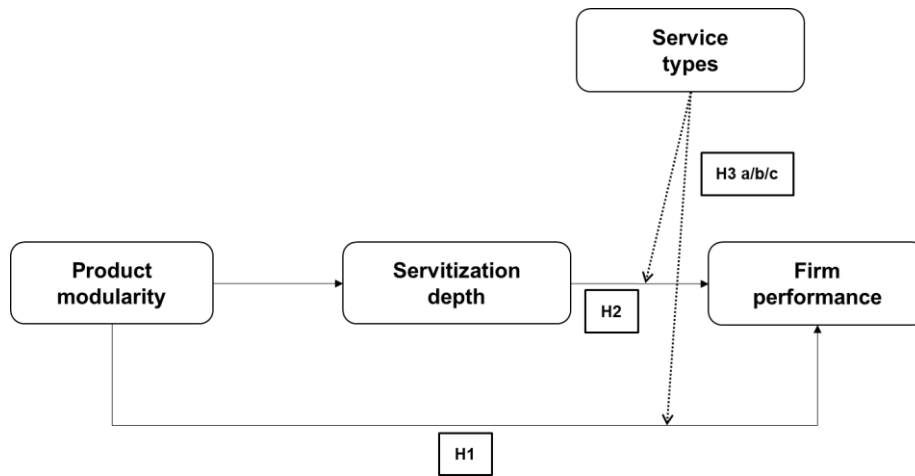 Service
types
H3 a/b/c
Product
modularity
Servitization
depth
Firm
performance
H2
H1